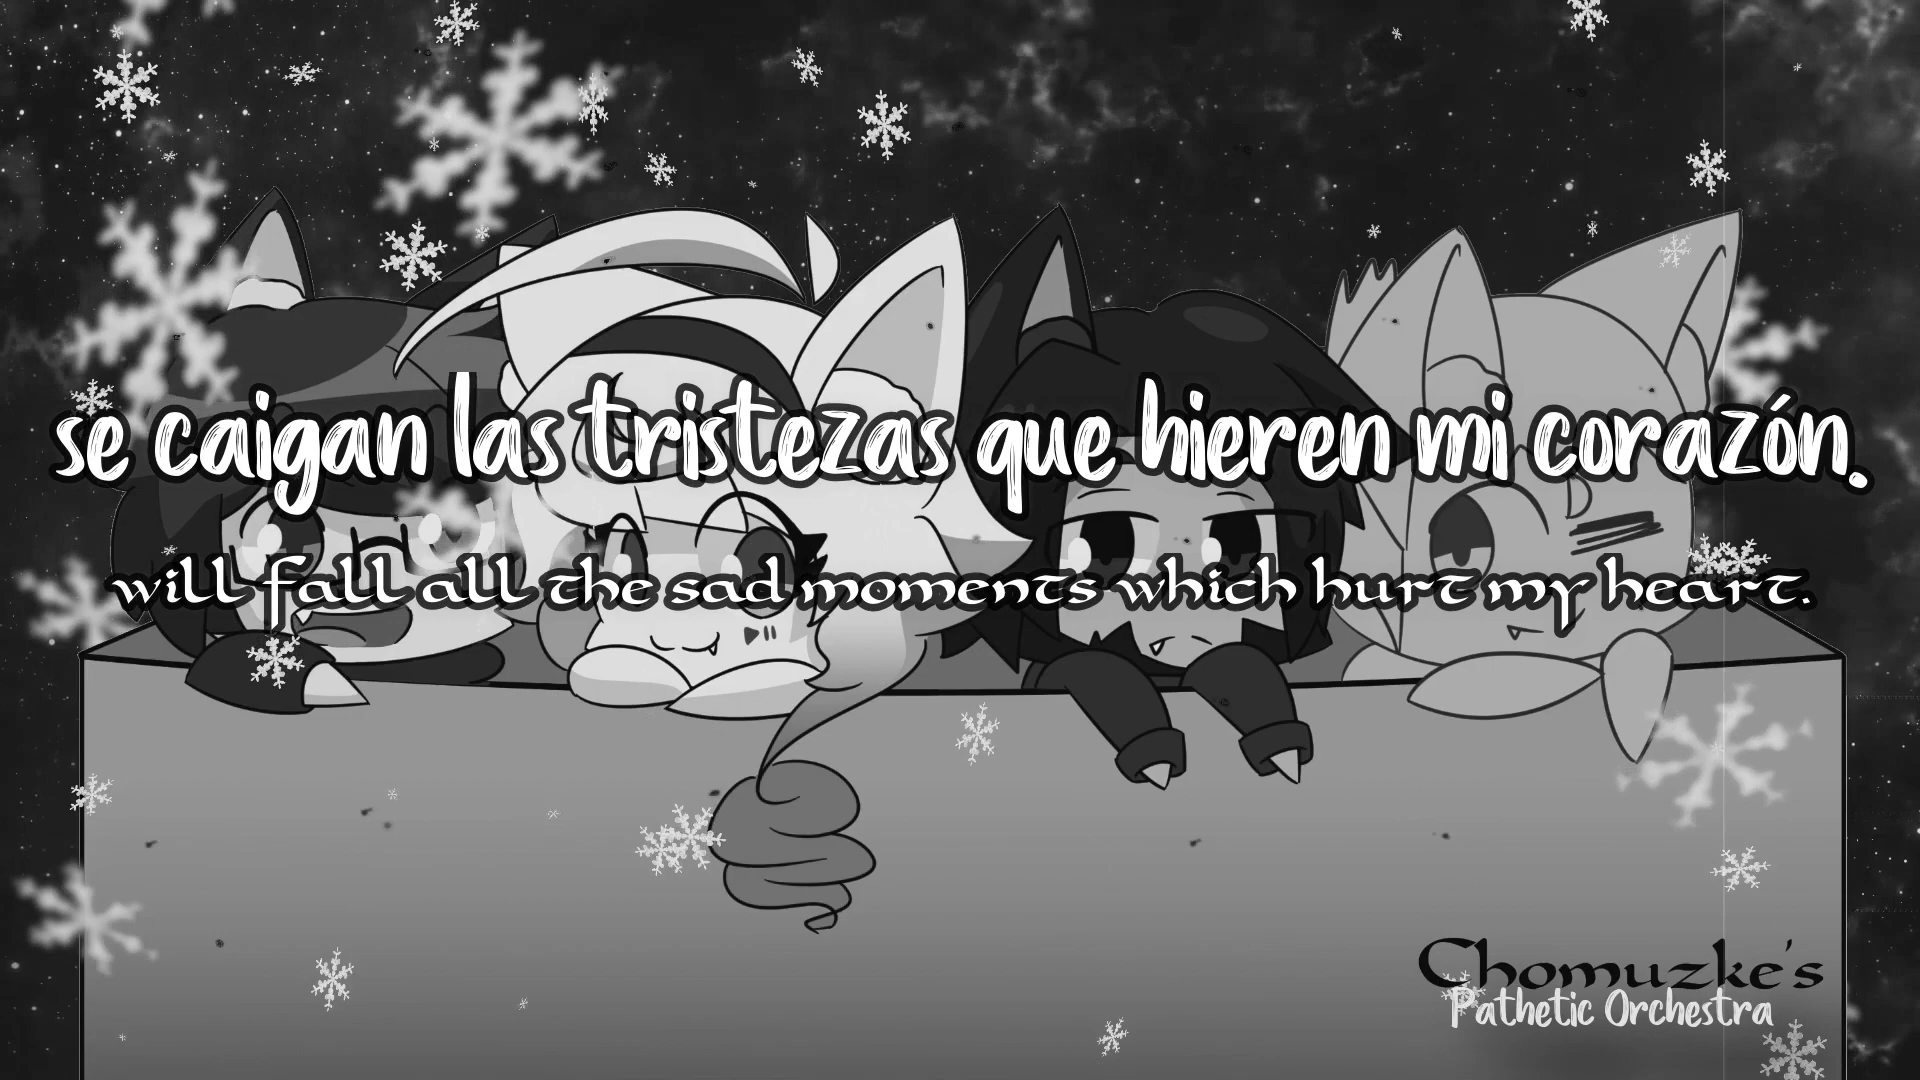 se caigan las tristezas que hieren mi corazón.
will fall all the sad moments which hurt my heart.
Chomuzke's
Pathetic Orchestra